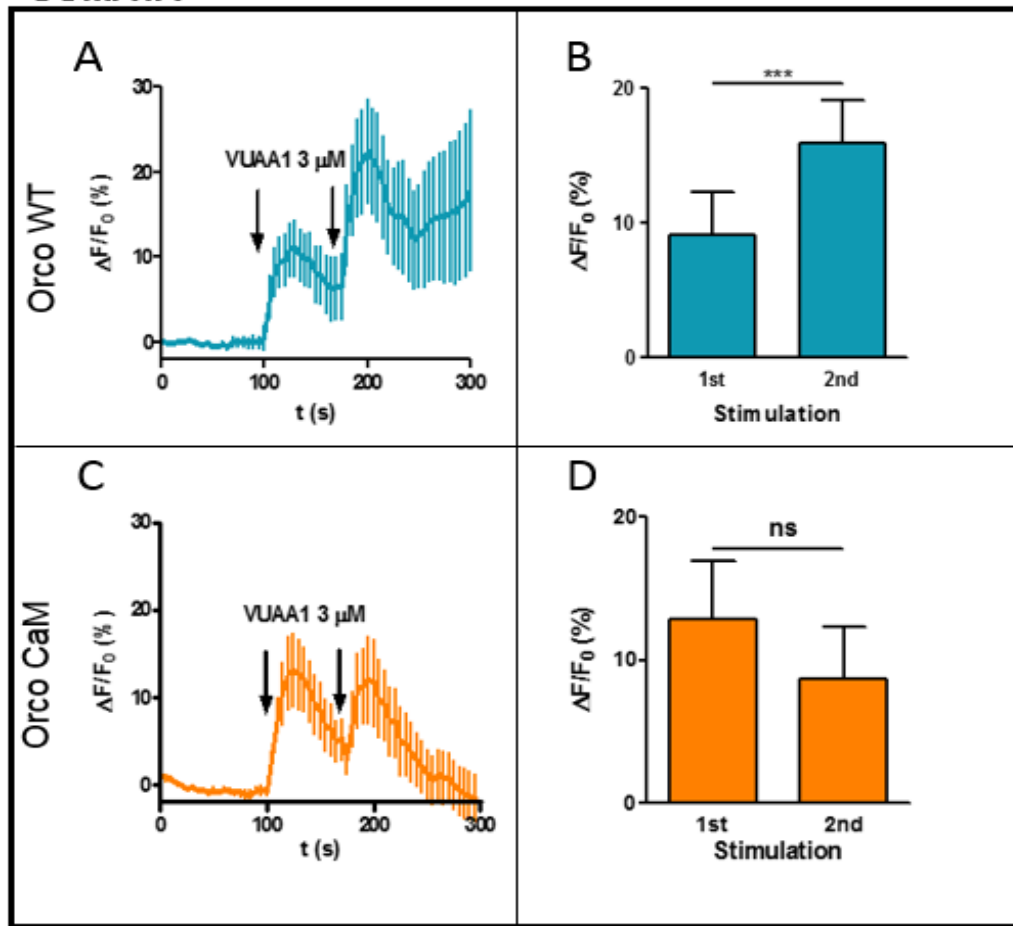 A
Orco WT
ΔF/F0 (%)
30
20
10
0
VUAA1 3 μM
0 100 200 300
t (s)
B
ΔF/F0 (%)
20
10
0
***
1st 2nd
Stimulation
C
Orco CaM
ΔF/F0 (%)
30
20
10
0
VUAA1 3 μM
0 100 200 300
t (s)
D
ΔF/F0 (%)
20
10
0
ns
1st 2nd
Stimulation